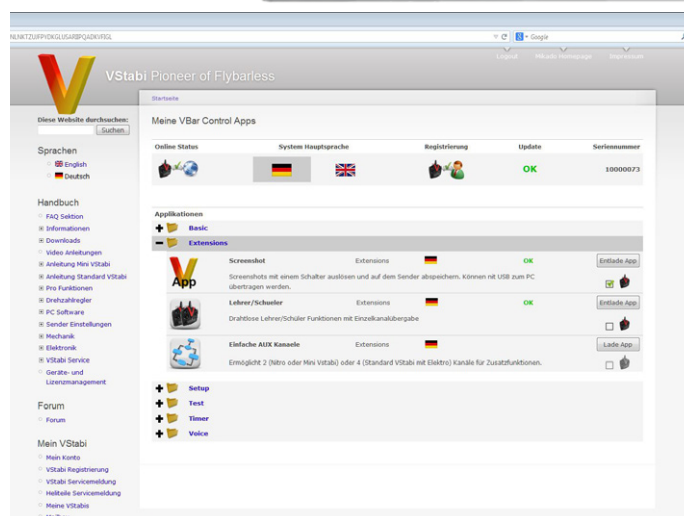 Google
Logout Mikado Homepage Impressum
VStabi Pioneer of Flybarless
Startseite
Diese Website durchsuchen:
Suchen
Sprachen
English
Deutsch
Handbuch
FAQ Sektion
Informationen
Downloads
Video Anleitungen
Anleitung Mini VStabi
Anleitung Standard VStabi
Pro Funktionen
Drehzahlregler
PC Software
Sender Einstellungen
Mechanik
Elektronik
VStabi Service
Geräte- und
Lizenzmanagement
Forum
Forum
Mein VStabi
Mein Konto
VStabi Registrierung
VStabi Servicemeldung
Heliteile Servicemeldung
Meine VStabis
Meine VBar Control Apps
Online Status System Hauptsprache Registrierung Update Seriennummer
OK 10000073
Applikationen
Basic
Extensions
App
Screenshot Extensions OK Entlade App
Screenshots mit einem Schalter auslösen und auf dem Sender abspeichern. Können nit USB zum PC
übertragen werden.
Lehrer/Schueler Extensions OK Entlade App
Drahtlose Lehrer/Schüler Funktionen mit Einzelkanalübergabe
Einfache AUX Kanaele Extensions Lade App
Ermöglicht 2 (Nitro oder Mini Vstabi) oder 4 (Standard VStabi mit Elektro) Kanäle für Zusatzfunktionen.
Setup
Test
Timer
Voice